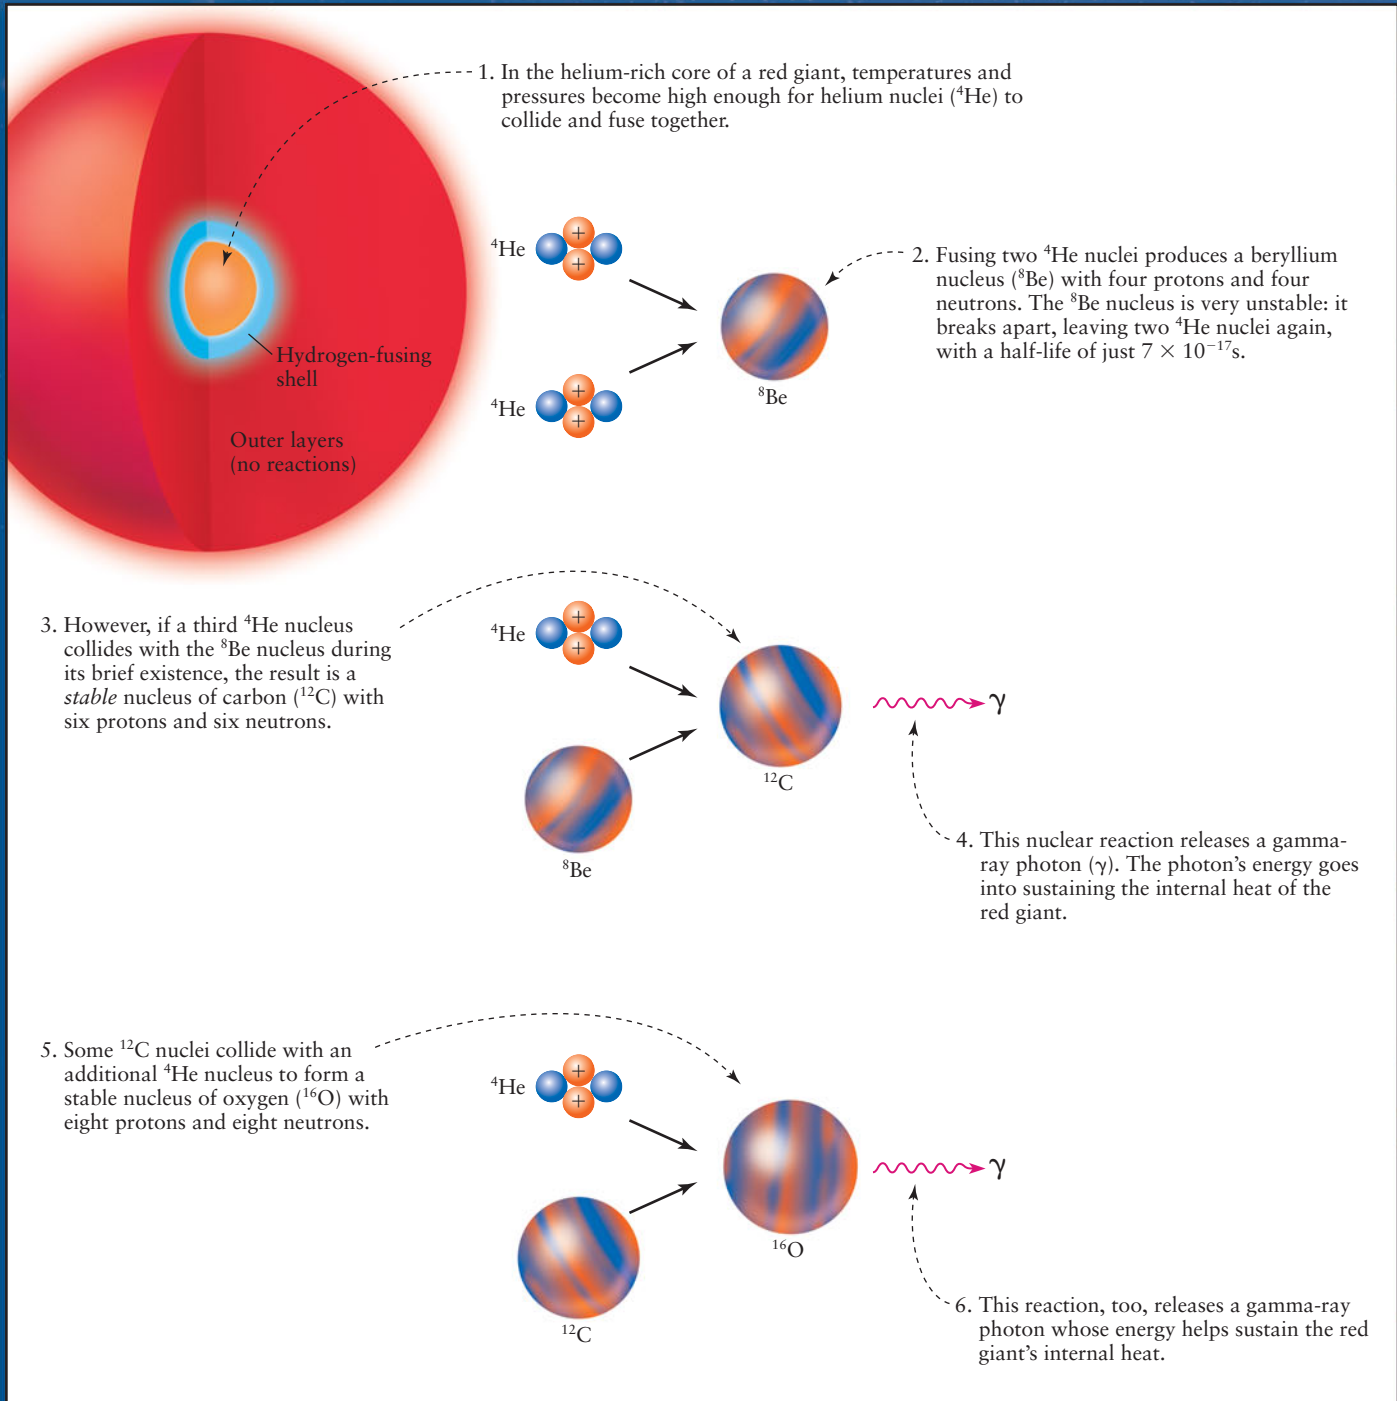 1. In the helium-rich core of a red giant, temperatures and
pressures become high enough for helium nuclei (⁴He) to
collide and fuse together.
Hydrogen-fusing
shell
Outer layers
(no reactions)
⁴He
+
+
⁴He
+
+
⁸Be
2. Fusing two ⁴He nuclei produces a beryllium
nucleus (⁸Be) with four protons and four
neutrons. The ⁸Be nucleus is very unstable: it
breaks apart, leaving two ⁴He nuclei again,
with a half-life of just 7 × 10⁻¹⁷s.
3. However, if a third ⁴He nucleus
collides with the ⁸Be nucleus during
its brief existence, the result is a
stable nucleus of carbon (¹²C) with
six protons and six neutrons.
⁴He
+
+
⁸Be
¹²C
γ
4. This nuclear reaction releases a gamma-
ray photon (γ). The photon's energy goes
into sustaining the internal heat of the
red giant.
5. Some ¹²C nuclei collide with an
additional ⁴He nucleus to form a
stable nucleus of oxygen (¹⁶O) with
eight protons and eight neutrons.
⁴He
+
+
¹²C
¹⁶O
γ
6. This reaction, too, releases a gamma-ray
photon whose energy helps sustain the red
giant's internal heat.